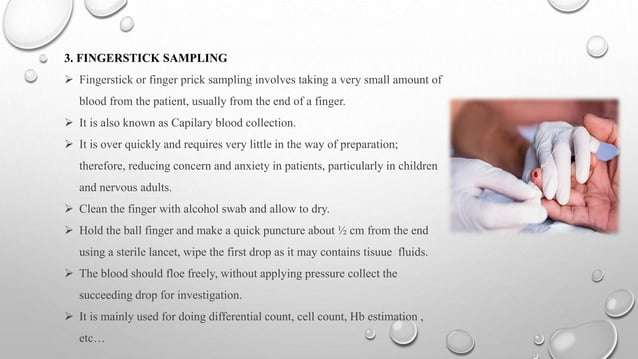 3. FINGERSTICK SAMPLING
➢ Fingerstick or finger prick sampling involves taking a very small amount of
blood from the patient, usually from the end of a finger.
➢ It is also known as Capilary blood collection.
➢ It is over quickly and requires very little in the way of preparation;
therefore, reducing concern and anxiety in patients, particularly in children
and nervous adults.
➢ Clean the finger with alcohol swab and allow to dry.
➢ Hold the ball finger and make a quick puncture about ½ cm from the end
using a sterile lancet, wipe the first drop as it may contains tisuue fluids.
➢ The blood should floe freely, without applying pressure collect the
succeeding drop for investigation.
➢ It is mainly used for doing differential count, cell count, Hb estimation ,
etc…